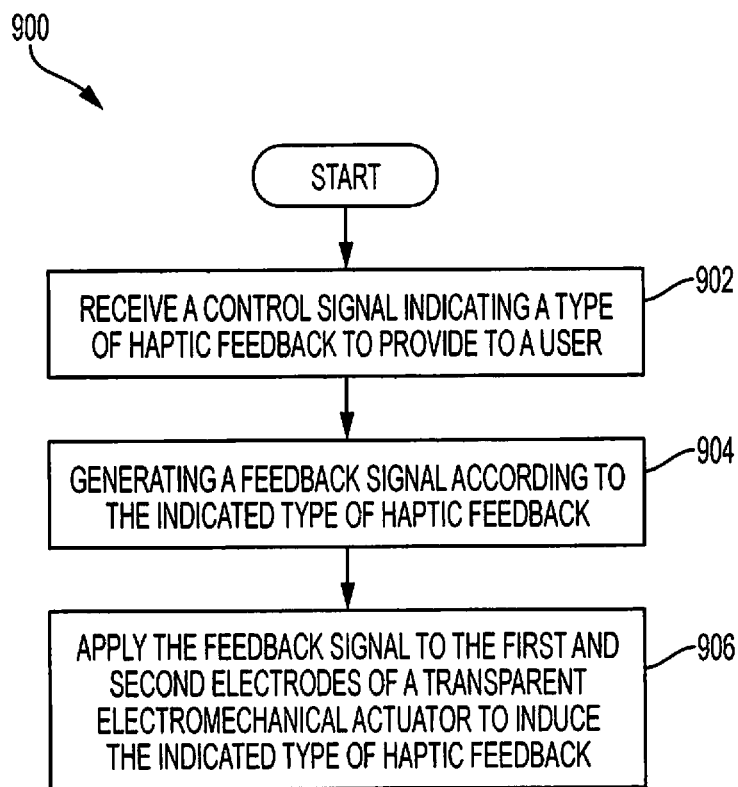 900
START
RECEIVE A CONTROL SIGNAL INDICATING A TYPE
OF HAPTIC FEEDBACK TO PROVIDE TO A USER
902
GENERATING A FEEDBACK SIGNAL ACCORDING TO
THE INDICATED TYPE OF HAPTIC FEEDBACK
904
APPLY THE FEEDBACK SIGNAL TO THE FIRST AND
SECOND ELECTRODES OF A TRANSPARENT
ELECTROMECHANICAL ACTUATOR TO INDUCE
THE INDICATED TYPE OF HAPTIC FEEDBACK
906